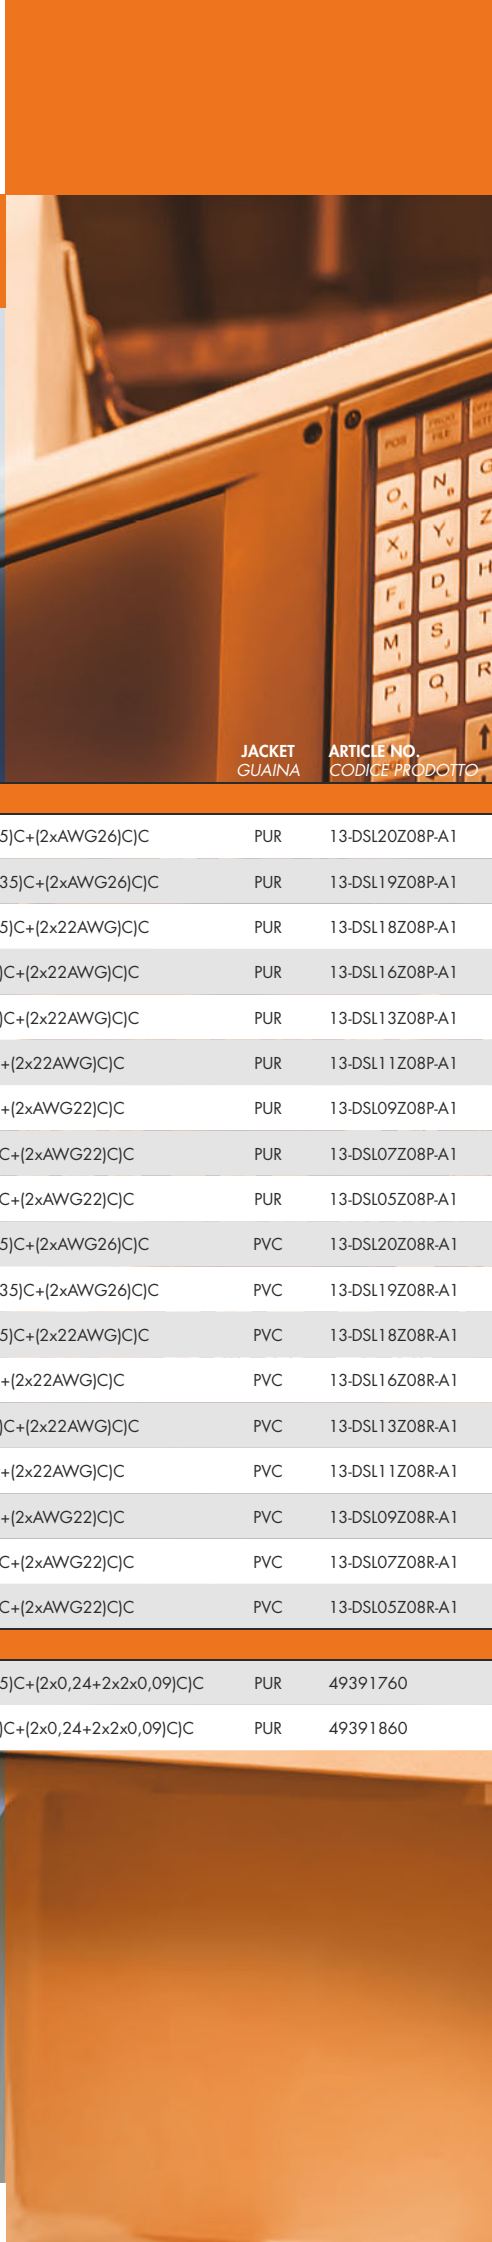 POS PROG FILE
O A N B G
X U Y V Z
F E D L H
M I S J T
P ( Q ) R
JACKET ARTICLE NO.
GUAINA CODICE PRODOTTO
5)C+(2xAWG26)C)C PUR 13-DSL20Z08P-A1
35)C+(2xAWG26)C)C PUR 13-DSL19Z08P-A1
5)C+(2x22AWG)C)C PUR 13-DSL18Z08P-A1
)C+(2x22AWG)C)C PUR 13-DSL16Z08P-A1
)C+(2x22AWG)C)C PUR 13-DSL13Z08P-A1
+(2x22AWG)C)C PUR 13-DSL11Z08P-A1
+(2xAWG22)C)C PUR 13-DSL09Z08P-A1
C+(2xAWG22)C)C PUR 13-DSL07Z08P-A1
C+(2xAWG22)C)C PUR 13-DSL05Z08P-A1
5)C+(2xAWG26)C)C PVC 13-DSL20Z08R-A1
35)C+(2xAWG26)C)C PVC 13-DSL19Z08R-A1
5)C+(2x22AWG)C)C PVC 13-DSL18Z08R-A1
+(2x22AWG)C)C PVC 13-DSL16Z08R-A1
)C+(2x22AWG)C)C PVC 13-DSL13Z08R-A1
+(2x22AWG)C)C PVC 13-DSL11Z08R-A1
+(2xAWG22)C)C PVC 13-DSL09Z08R-A1
C+(2xAWG22)C)C PVC 13-DSL07Z08R-A1
C+(2xAWG22)C)C PVC 13-DSL05Z08R-A1
5)C+(2x0,24+2x2x0,09)C)C PUR 49391760
)C+(2x0,24+2x2x0,09)C)C PUR 49391860